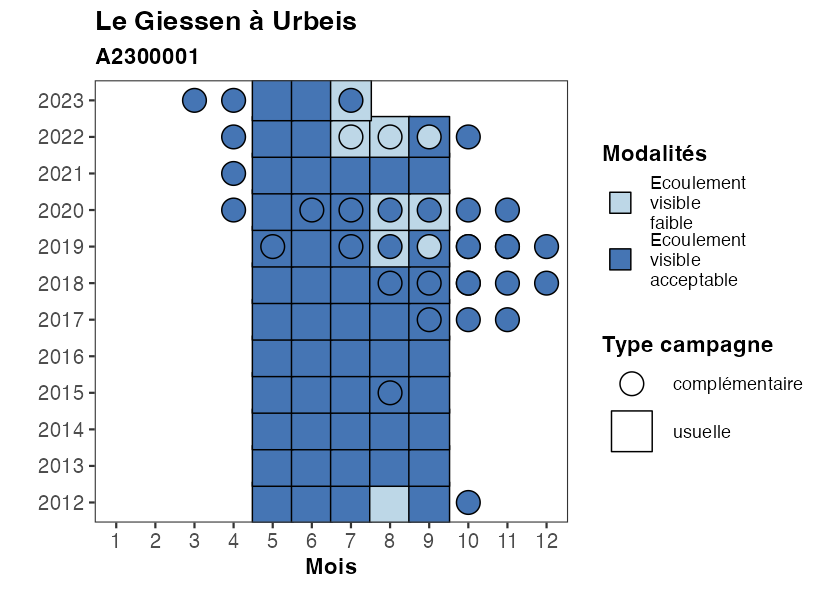 Le Giessen à Urbeis
A2300001
2023
2022
2021
2020
2019
2018
2017
2016
2015
2014
2013
2012
1 2 3 4 5 6 7 8 9 10 11 12
Mois
Modalités
Ecoulement
visible
faible
Ecoulement
visible
acceptable
Type campagne
complémentaire
usuelle